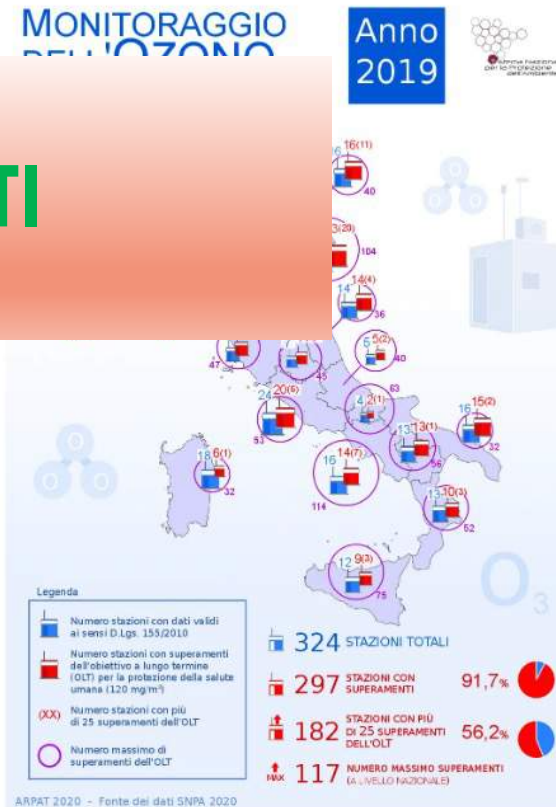 MONITORAGGIO
DELL'OZONO
Anno
2019
TI
16(11)
40
104
14
14(4)
36
5(2)
40
47
45
63
24
20(6)
53
4
2(1)
13
13(1)
56
16
15(2)
32
18
6(1)
32
16
14(7)
114
13
10(3)
52
12
9(3)
75
O3
Legenda
Numero stazioni con dati validi
ai sensi D.Lgs. 155/2010
Numero stazioni con superamenti
dell'obiettivo a lungo termine
(OLT) per la protezione della salute
umana (120 mg/m³)
(XX) Numero stazioni con più
di 25 superamenti dell'OLT
Numero massimo di
superamenti dell'OLT
324 STAZIONI TOTALI
297 STAZIONI CON
SUPERAMENTI
91,7%
182 STAZIONI CON PIÙ
DI 25 SUPERAMENTI
DELL'OLT
56,2%
MAX 117 NUMERO MASSIMO SUPERAMENTI
(A LIVELLO NAZIONALE)
ARPAT 2020 - Fonte dei dati SNPA 2020